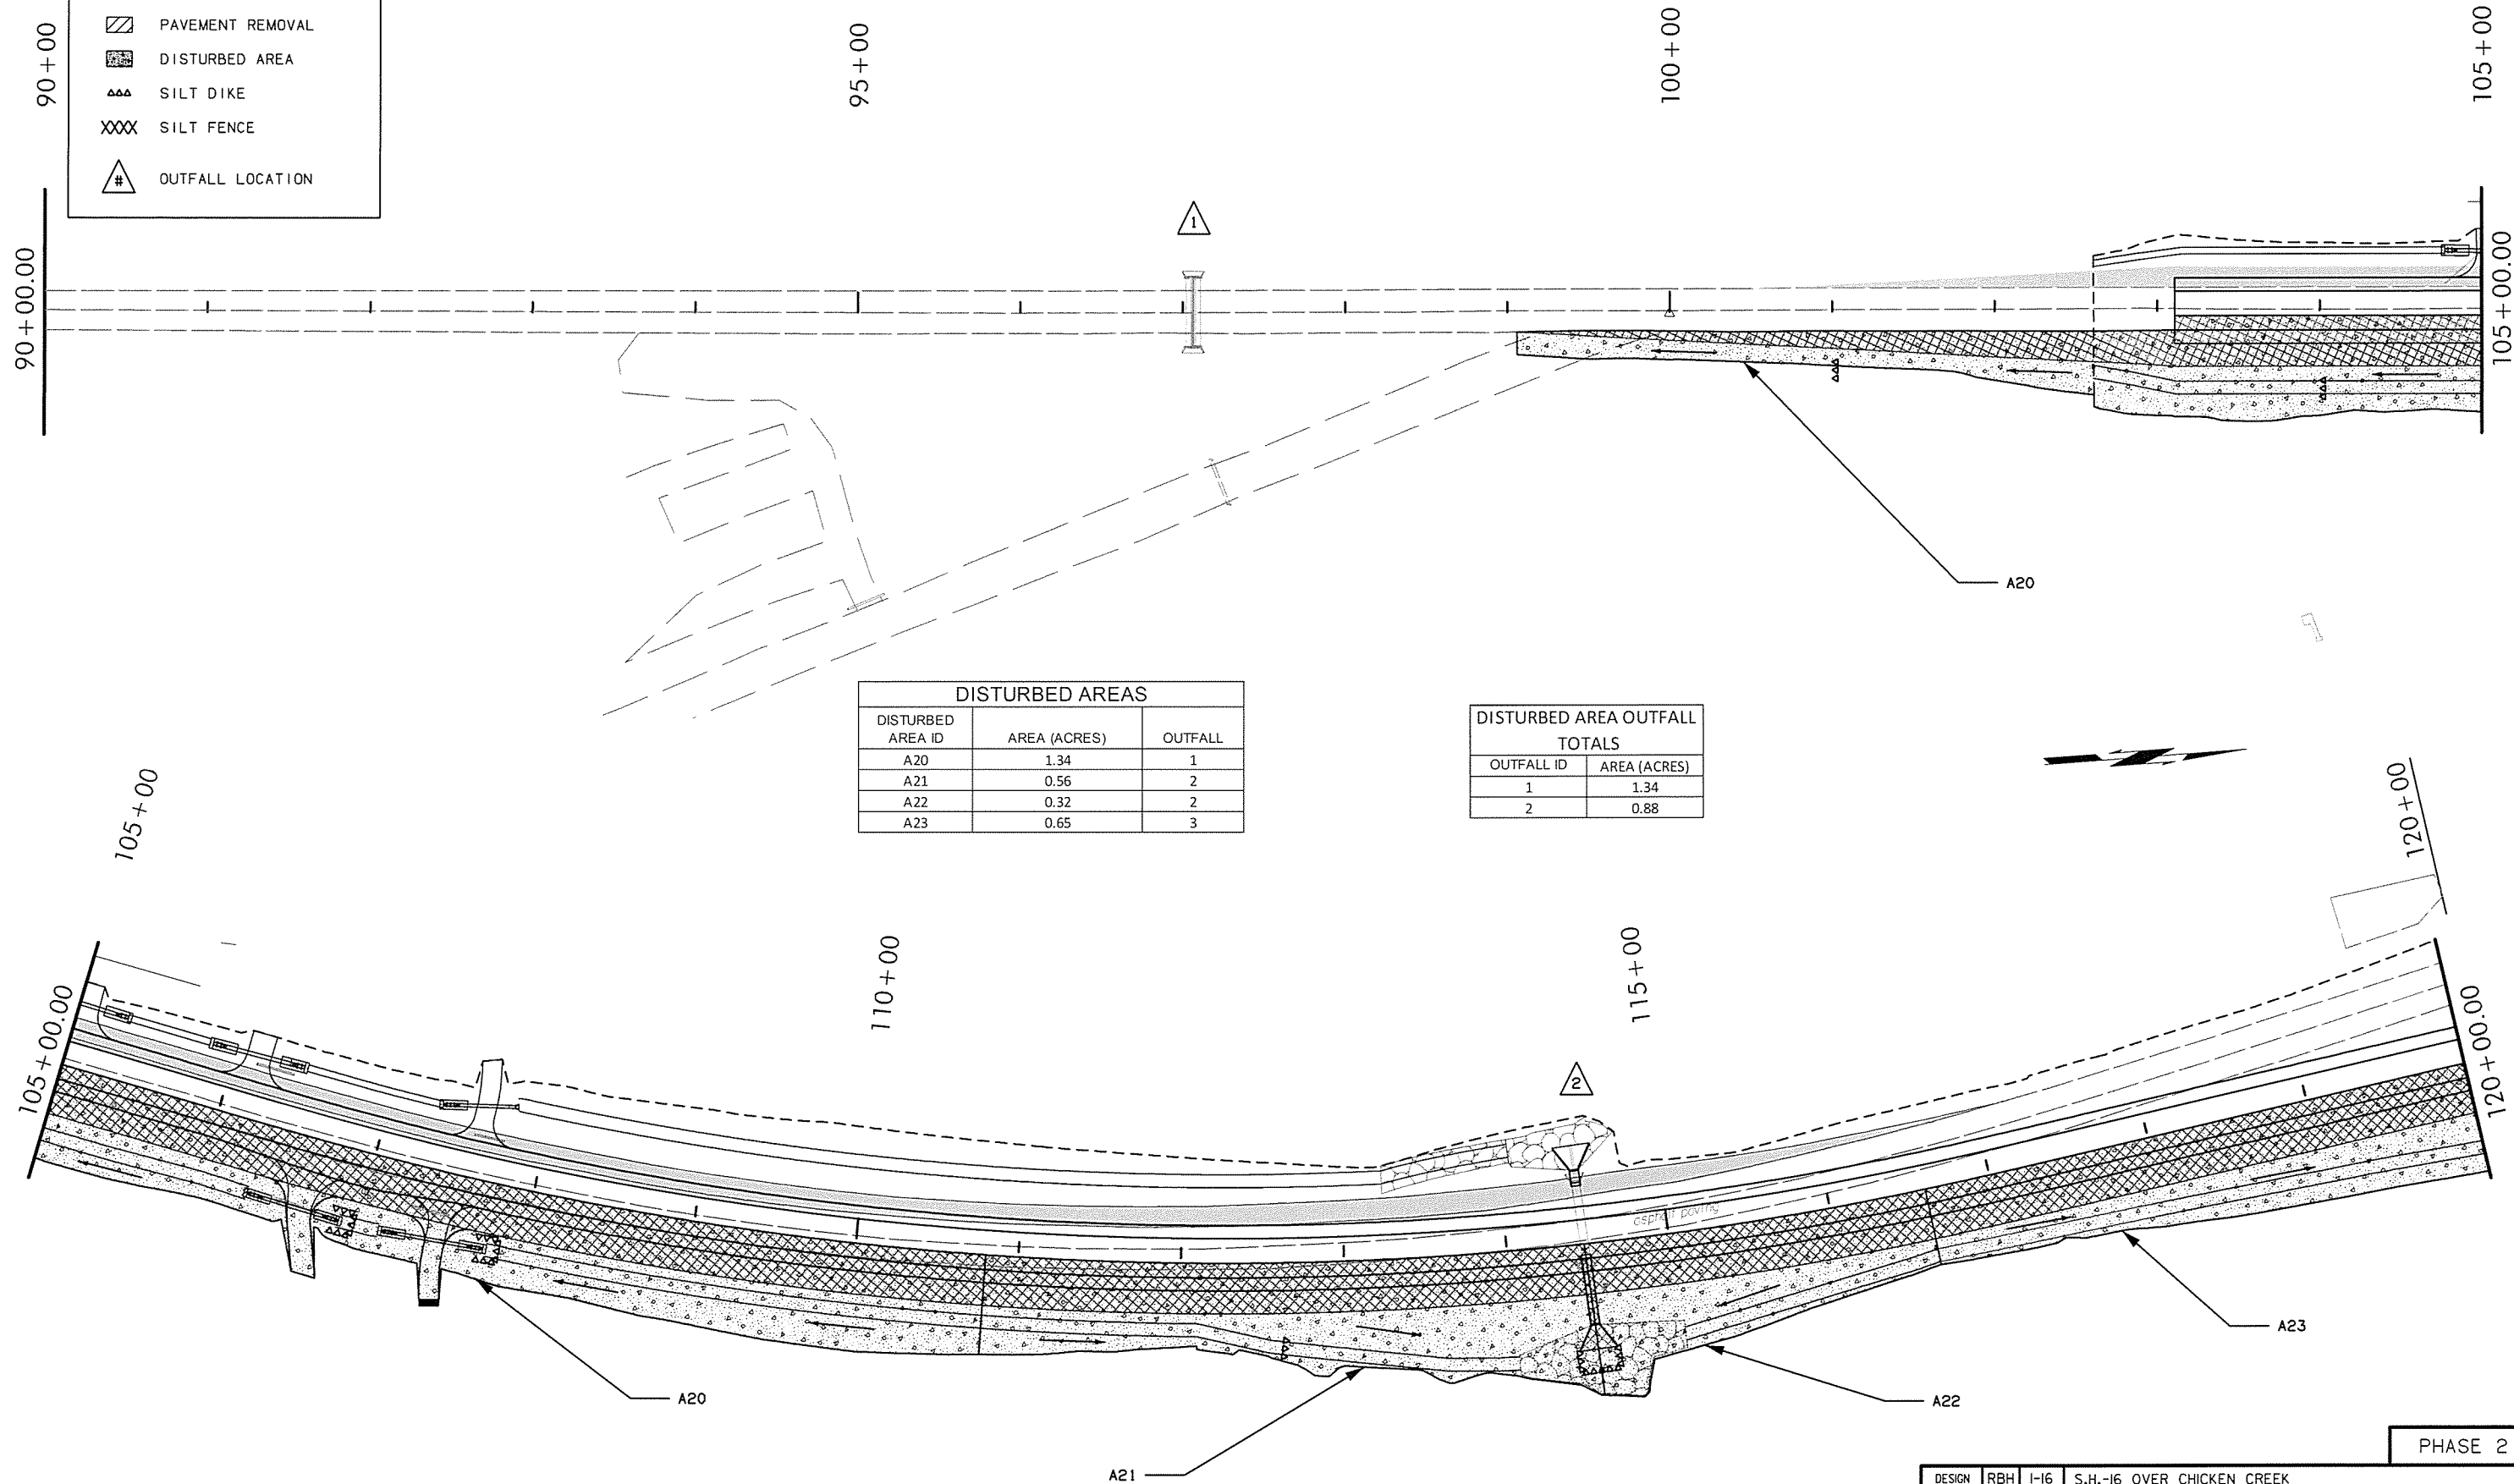 PAVEMENT REMOVAL
DISTURBED AREA
SILT DIKE
SILT FENCE
# OUTFALL LOCATION
90+00
95+00
100+00
105+00
1
90+00.00
105+00.00
A20
DISTURBED AREAS
DISTURBED AREA ID AREA (ACRES) OUTFALL
A20 1.34 1
A21 0.56 2
A22 0.32 2
A23 0.65 3
DISTURBED AREA OUTFALL
TOTALS
OUTFALL ID AREA (ACRES)
1 1.34
2 0.88
105+00
110+00
115+00
120+00
105+00.00
120+00.00
2
asphalt paving
A20
A21
A22
A23
PHASE 2
DESIGN RBH 1-16 S.H.-16 OVER CHICKEN CREEK